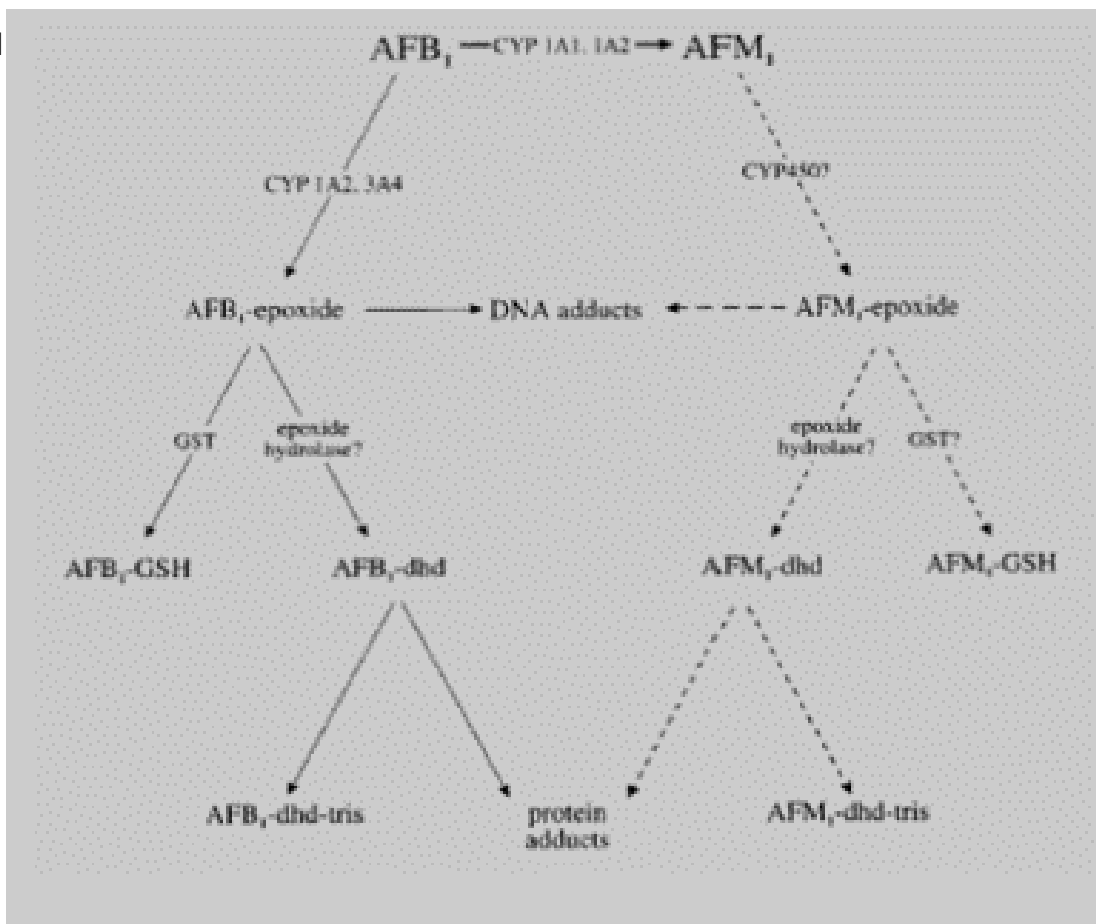 AFB₁ CYP 1A1, 1A2 AFM₁
CYP 1A2, 3A4 CYP450?
AFB₁-epoxide DNA adducts AFM₁-epoxide
GST epoxide hydrolase? epoxide hydrolase? GST?
AFB₁-GSH AFB₁-dhd AFM₁-dhd AFM₁-GSH
AFB₁-dhd-tris protein AFM₁-dhd-tris
adducts